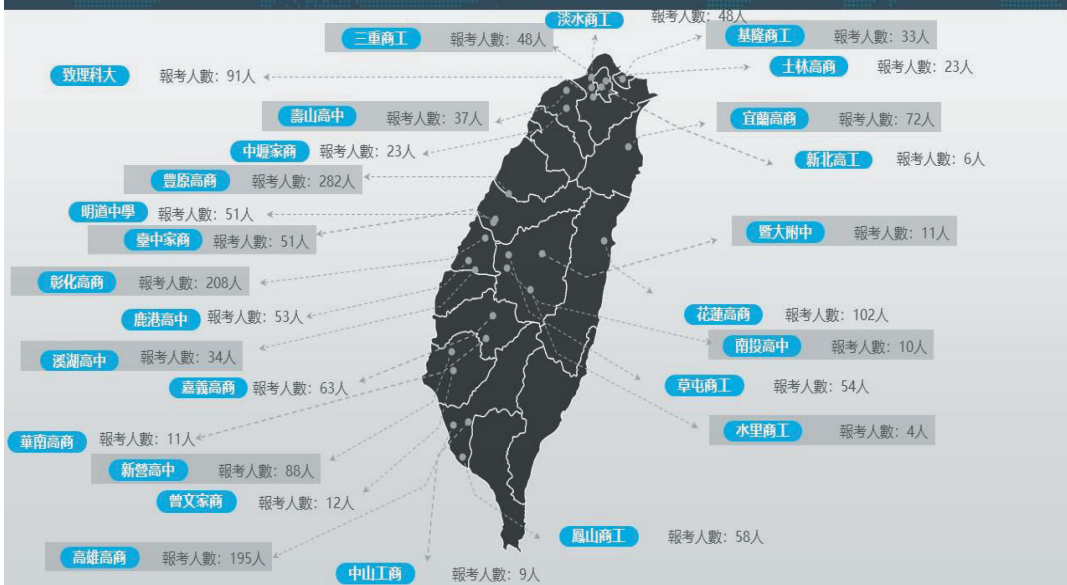 淡水商工 報考人數: 48人
三重商工 報考人數: 48人
基隆商工 報考人數: 33人
致理科大 報考人數: 91人
士林高商 報考人數: 23人
壽山高中 報考人數: 37人
宜蘭高商 報考人數: 72人
中壢家商 報考人數: 23人
新北高工 報考人數: 6人
豐原高商 報考人數: 282人
明道中學 報考人數: 51人
臺中家商 報考人數: 51人
暨大附中 報考人數: 11人
彰化高商 報考人數: 208人
鹿港高中 報考人數: 53人
花蓮高商 報考人數: 102人
溪湖高中 報考人數: 34人
南投高中 報考人數: 10人
嘉義高商 報考人數: 63人
草屯商工 報考人數: 54人
華南高商 報考人數: 11人
水里商工 報考人數: 4人
新營高中 報考人數: 88人
曾文家商 報考人數: 12人
鳳山商工 報考人數: 58人
高雄高商 報考人數: 195人
中山工商 報考人數: 9人